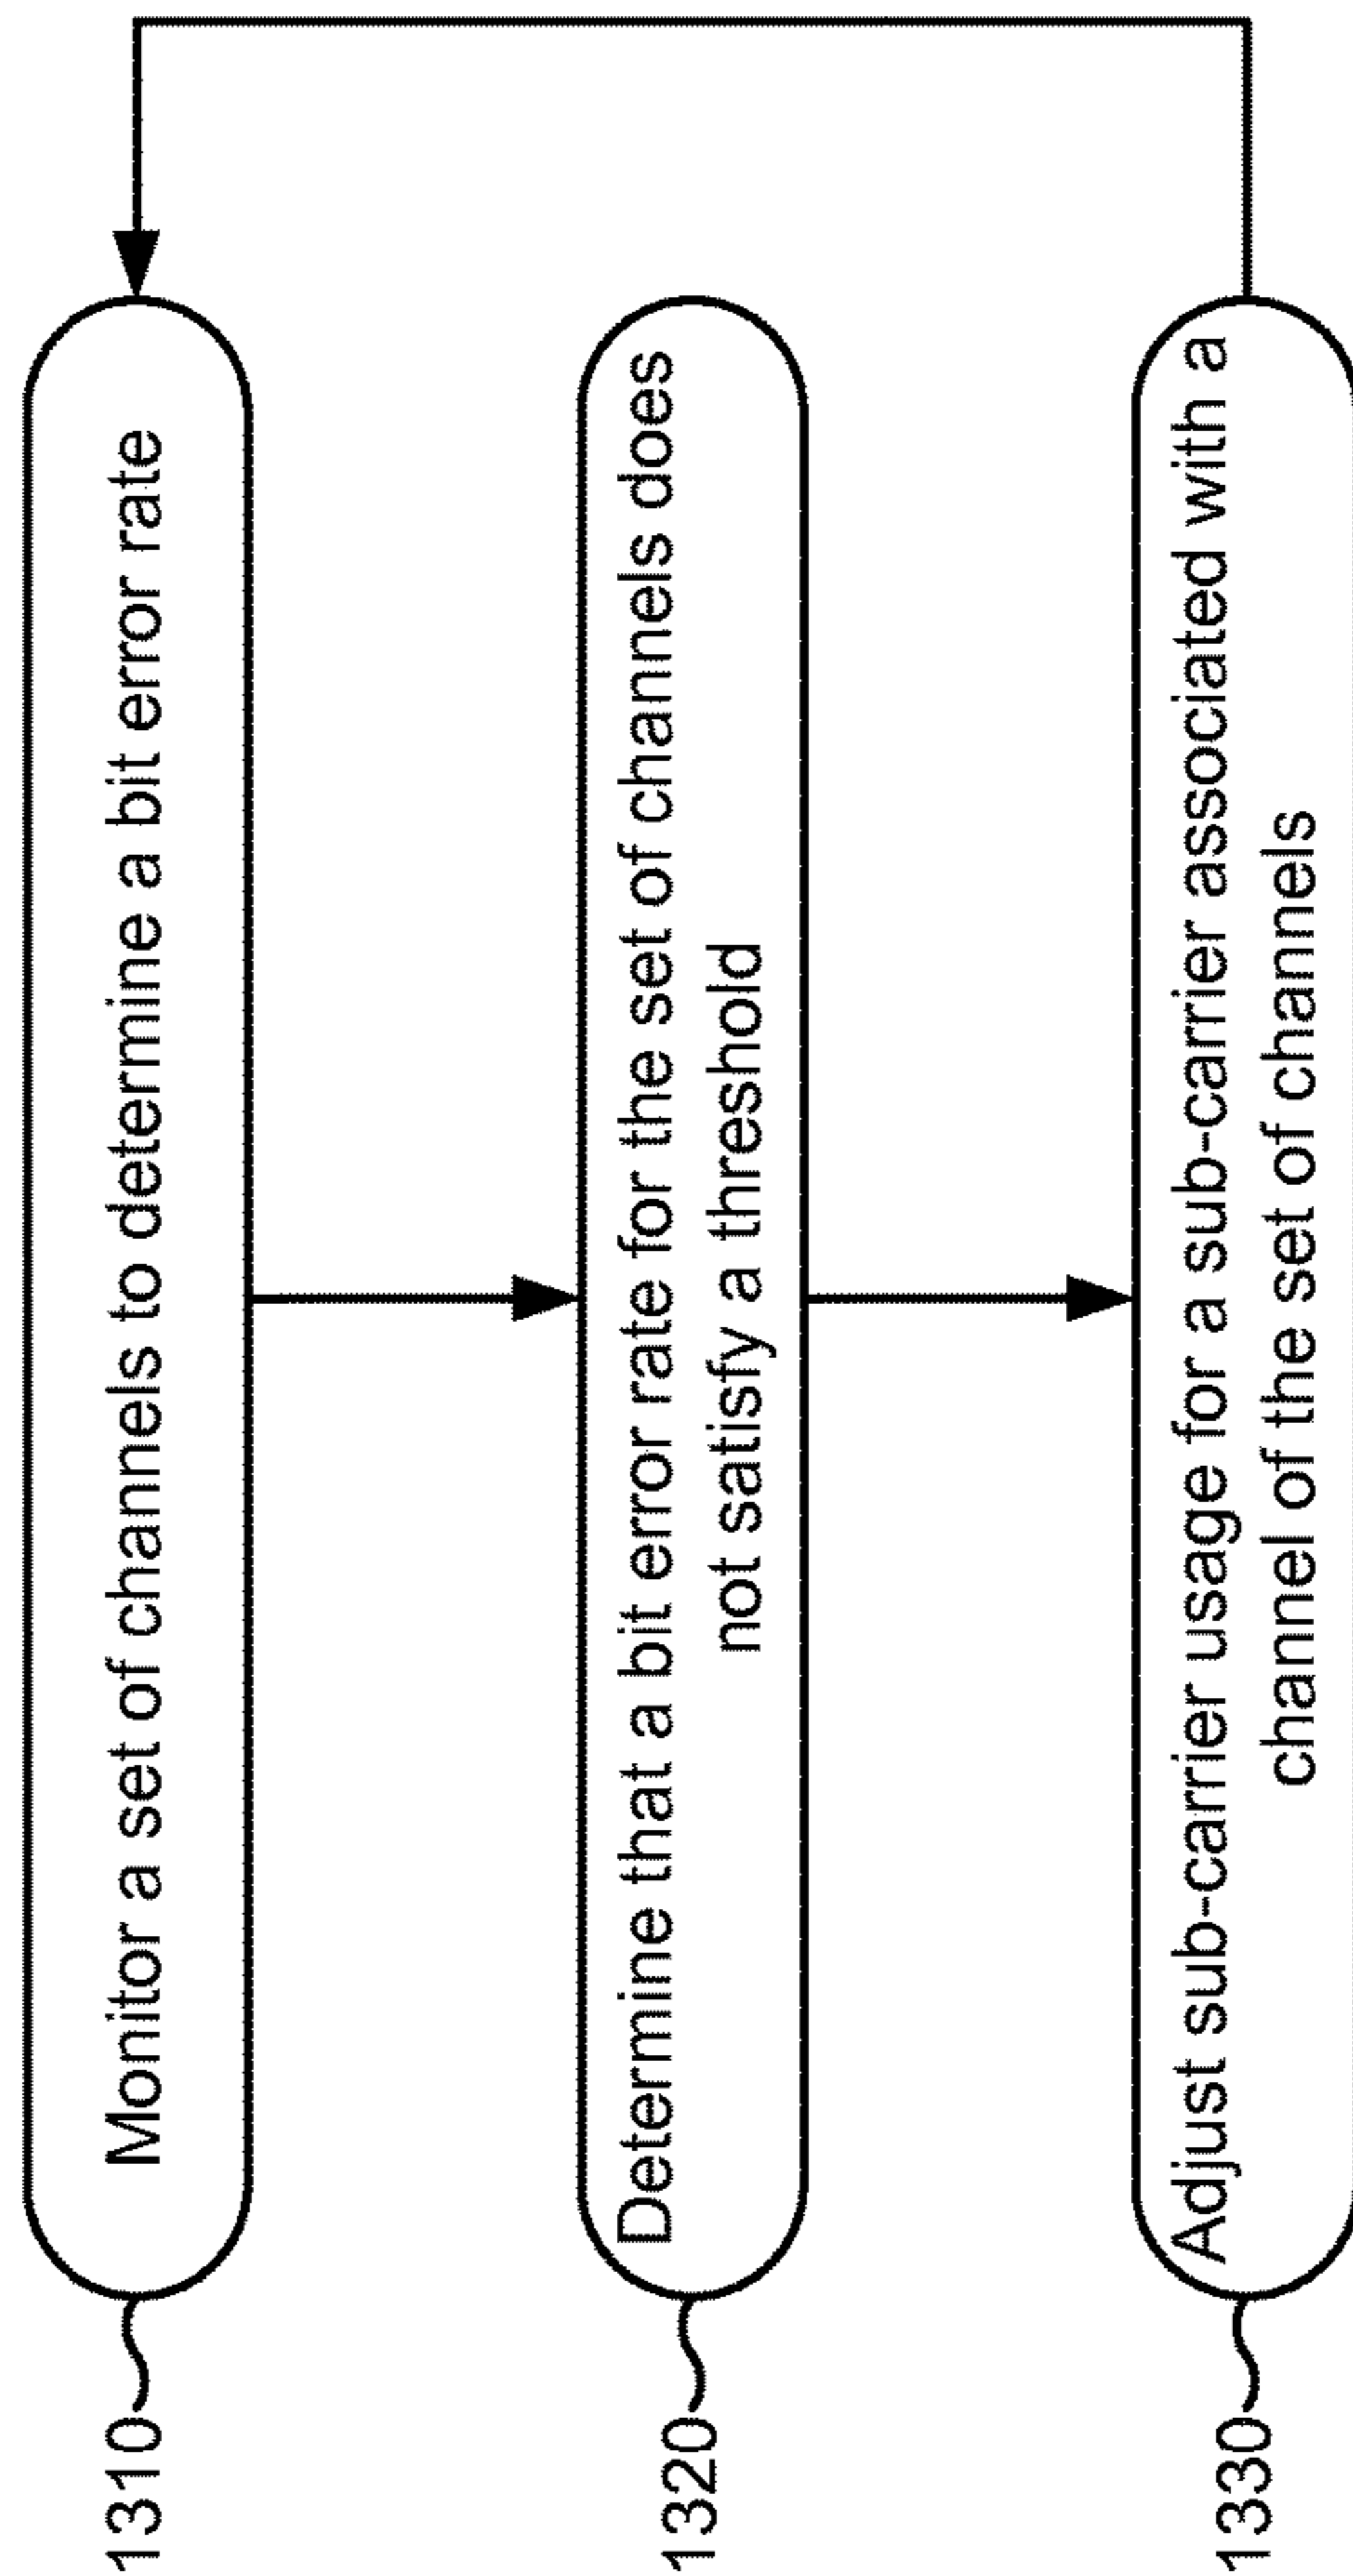 1310
Monitor a set of channels to determine a bit error rate
1320
Determine that a bit error rate for the set of channels does
not satisfy a threshold
1330
Adjust sub-carrier usage for a sub-carrier associated with a
channel of the set of channels